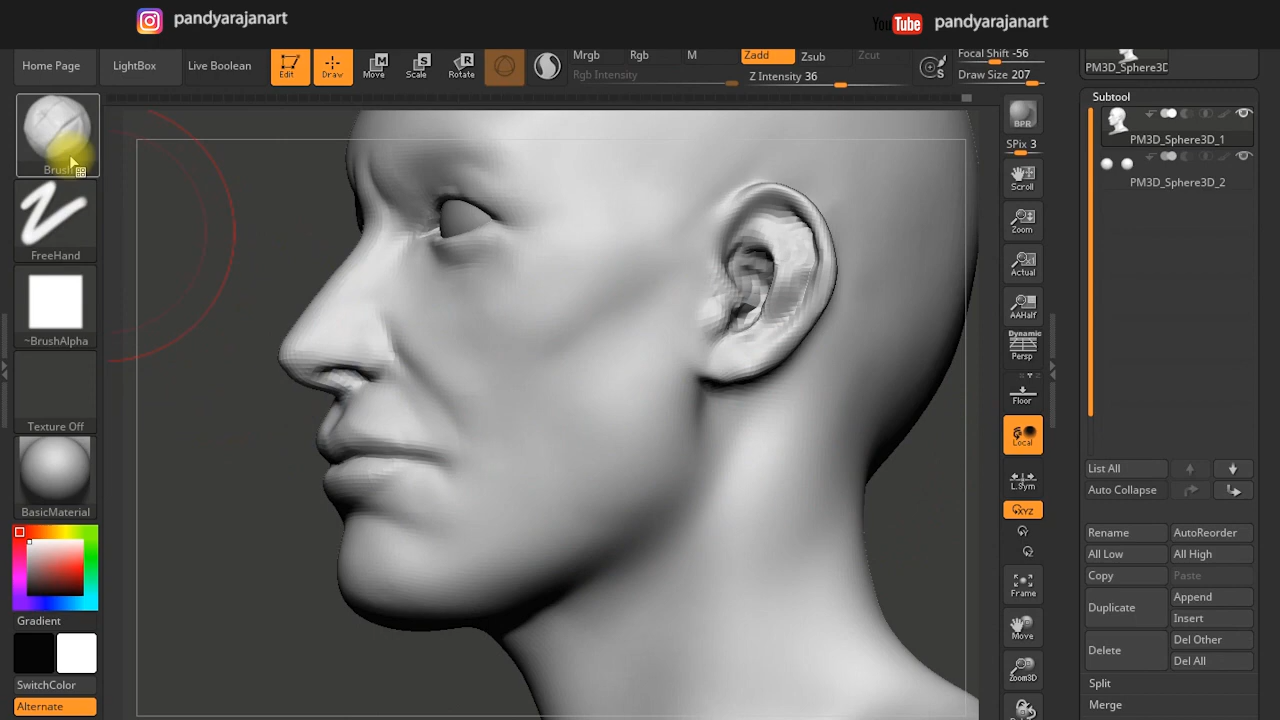 pandyarajanart
YouTube pandyarajanart
Home Page
LightBox
Live Boolean
Edit
Draw
Move
Scale
Rotate
Mrgb
Rgb
M
Rgb Intensity
Zadd
Zsub
Zcut
Z Intensity 36
Focal Shift -56
Draw Size 207
PM3D_Sphere3D
Subtool
PM3D_Sphere3D_1
PM3D_Sphere3D_2
Brush
FreeHand
~BrushAlpha
Texture Off
BasicMaterial
Gradient
SwitchColor
Alternate
BPR
SPix 3
Scroll
Zoom
Actual
AAHalf
Dynamic
Persp
Floor
Local
L.Sym
XYZ
Frame
Move
Zoom3D
List All
Auto Collapse
Rename
AutoReorder
All Low
All High
Copy
Paste
Duplicate
Append
Insert
Delete
Del Other
Del All
Split
Merge